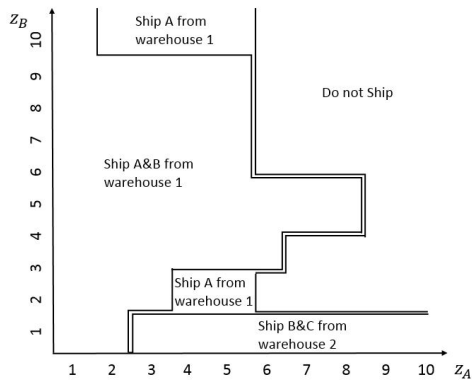 z_B
Ship A from
warehouse 1
10
9
8
7
6
5
4
3
2
1
Do not Ship
Ship A&B from
warehouse 1
Ship A from
warehouse 1
Ship B&C from
warehouse 2
1 2 3 4 5 6 7 8 9 10
z_A